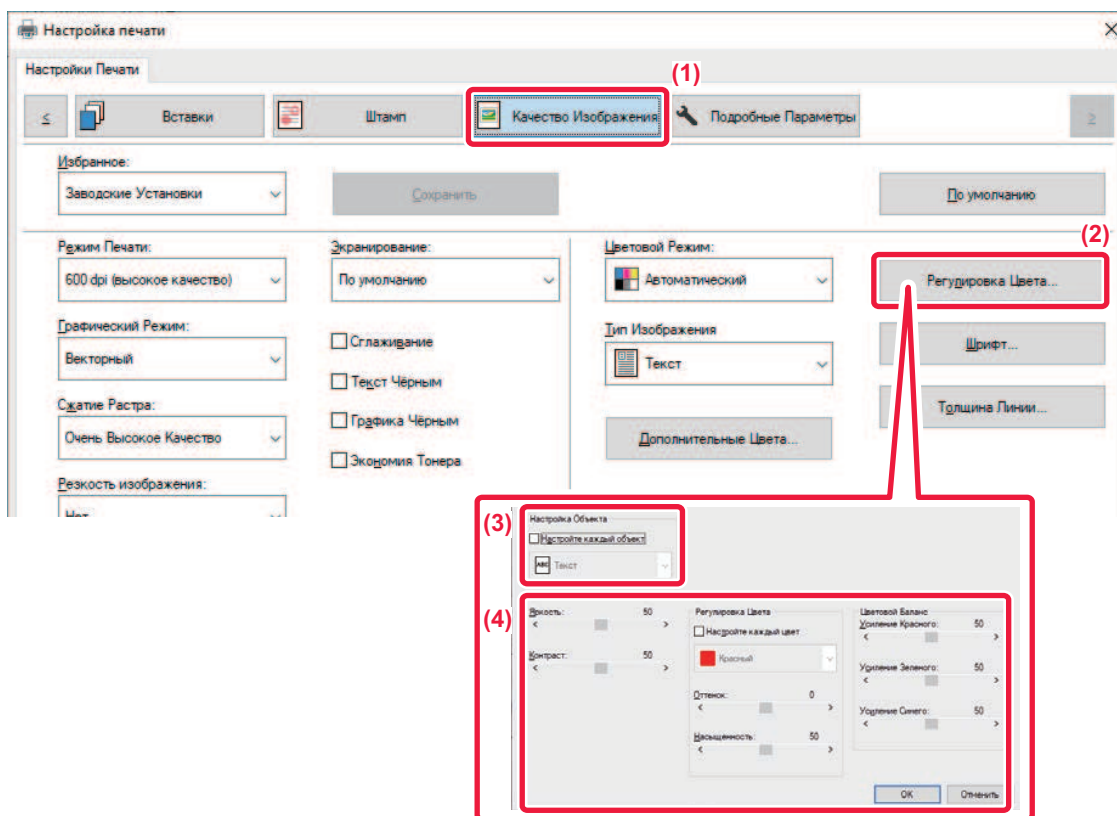 Настройка печати
Настройки Печати
(1)
Вставки
Штамп
Качество Изображения
Подробные Параметры
Избранное:
Заводские Установки
Сохранить
По умолчанию
(2)
Режим Печати:
Экранирование:
Цветовой Режим:
600 dpi (высокое качество)
По умолчанию
Автоматический
Регулировка Цвета...
Графический Режим:
Сглаживание
Тип Изображения
Шрифт...
Векторный
Текст
Текст Чёрным
Сжатие Растра:
Графика Чёрным
Толщина Линии...
Очень Высокое Качество
Дополнительные Цвета...
Экономия Тонера
Резкость изображения:
Нет
(3)
Настройка Объекта
Настройте каждый объект
ABC Текст
(4)
Яркость: 50
Контраст: 50
Регулировка Цвета
Настройте каждый цвет
Красный
Оттенок: 0
Насыщенность: 50
Цветовой Баланс
Усиление Красного: 50
Усиление Зеленого: 50
Усиление Синего: 50
OK
Отменить